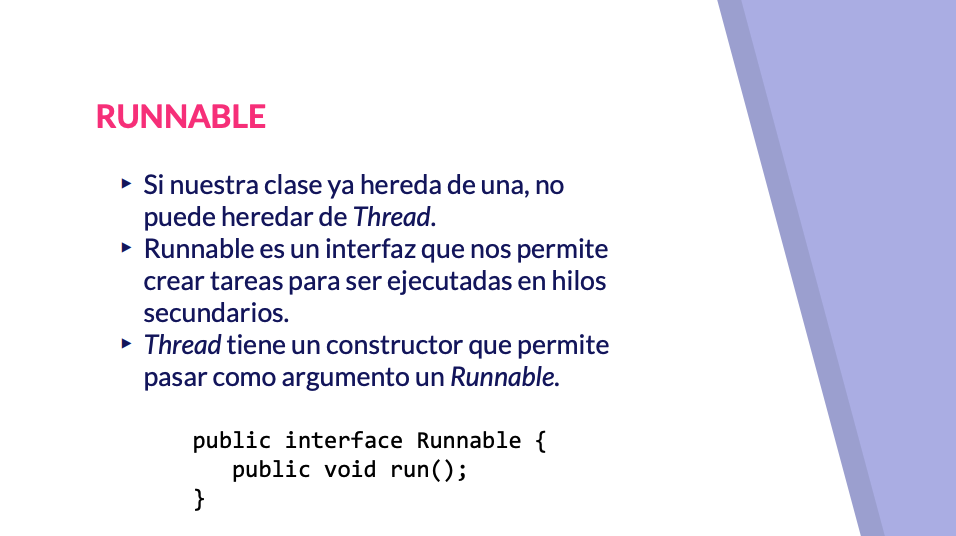 RUNNABLE
▸ Si nuestra clase ya hereda de una, no
puede heredar de Thread.
▸ Runnable es un interfaz que nos permite
crear tareas para ser ejecutadas en hilos
secundarios.
▸ Thread tiene un constructor que permite
pasar como argumento un Runnable.
public interface Runnable {
   public void run();
}